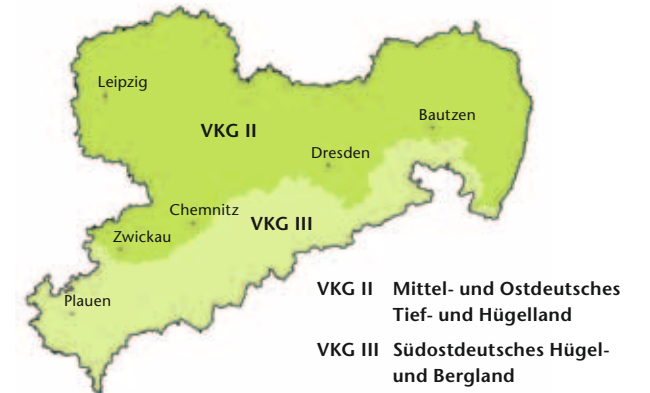 Leipzig
Bautzen
VKG II
Dresden
Chemnitz
VKG III
Zwickau
Plauen
VKG II Mittel- und Ostdeutsches
Tief- und Hügelland
VKG III Südostdeutsches Hügel-
und Bergland